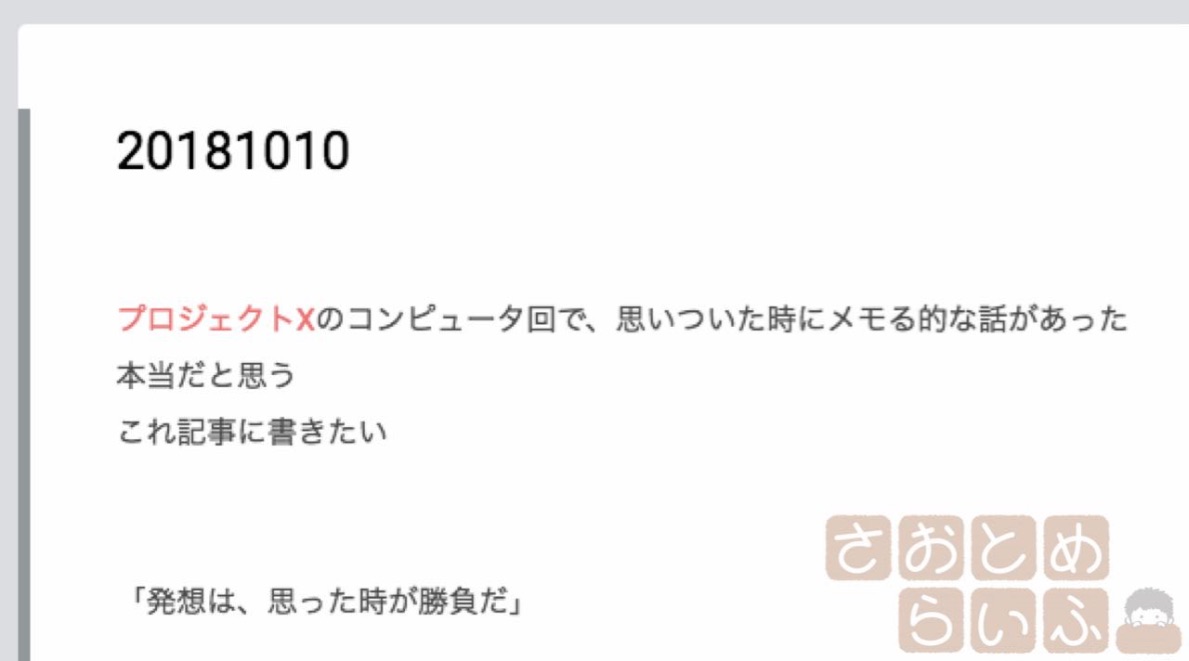 20181010
プロジェクトXのコンピュータ回で、思いついた時にメモる的な話があった
本当だと思う
これ記事に書きたい
「発想は、思った時が勝負だ」
さおとめ
らいふ